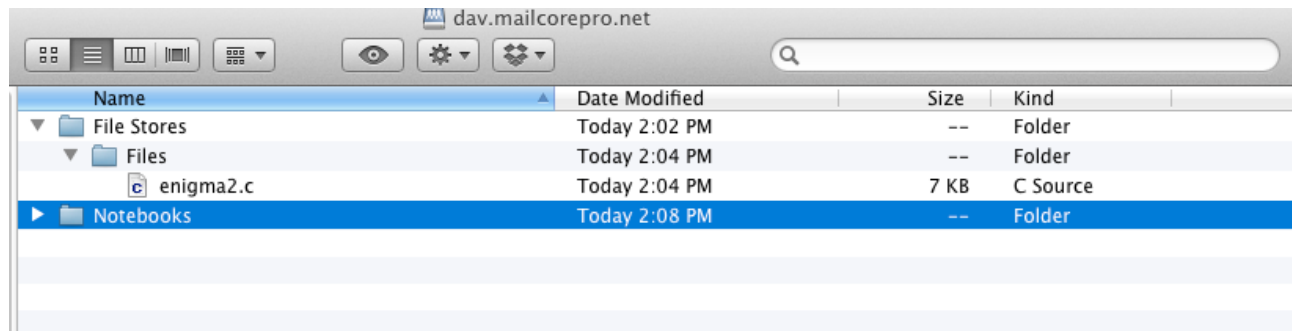 dav.mailcorepro.net
Name Date Modified Size Kind
File Stores Today 2:02 PM -- Folder
Files Today 2:04 PM -- Folder
c enigma2.c Today 2:04 PM 7 KB C Source
Notebooks Today 2:08 PM -- Folder